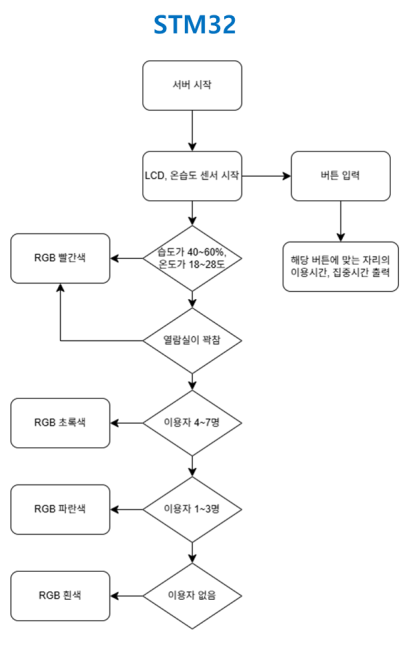 STM32
서버 시작
LCD, 온습도 센서 시작
버튼 입력
습도가 40~60%,
온도가 18~28도
RGB 빨간색
해당 버튼에 맞는 자리의
이용시간, 집중시간 출력
열람실이 꽉참
RGB 초록색
이용자 4~7명
RGB 파란색
이용자 1~3명
RGB 흰색
이용자 없음